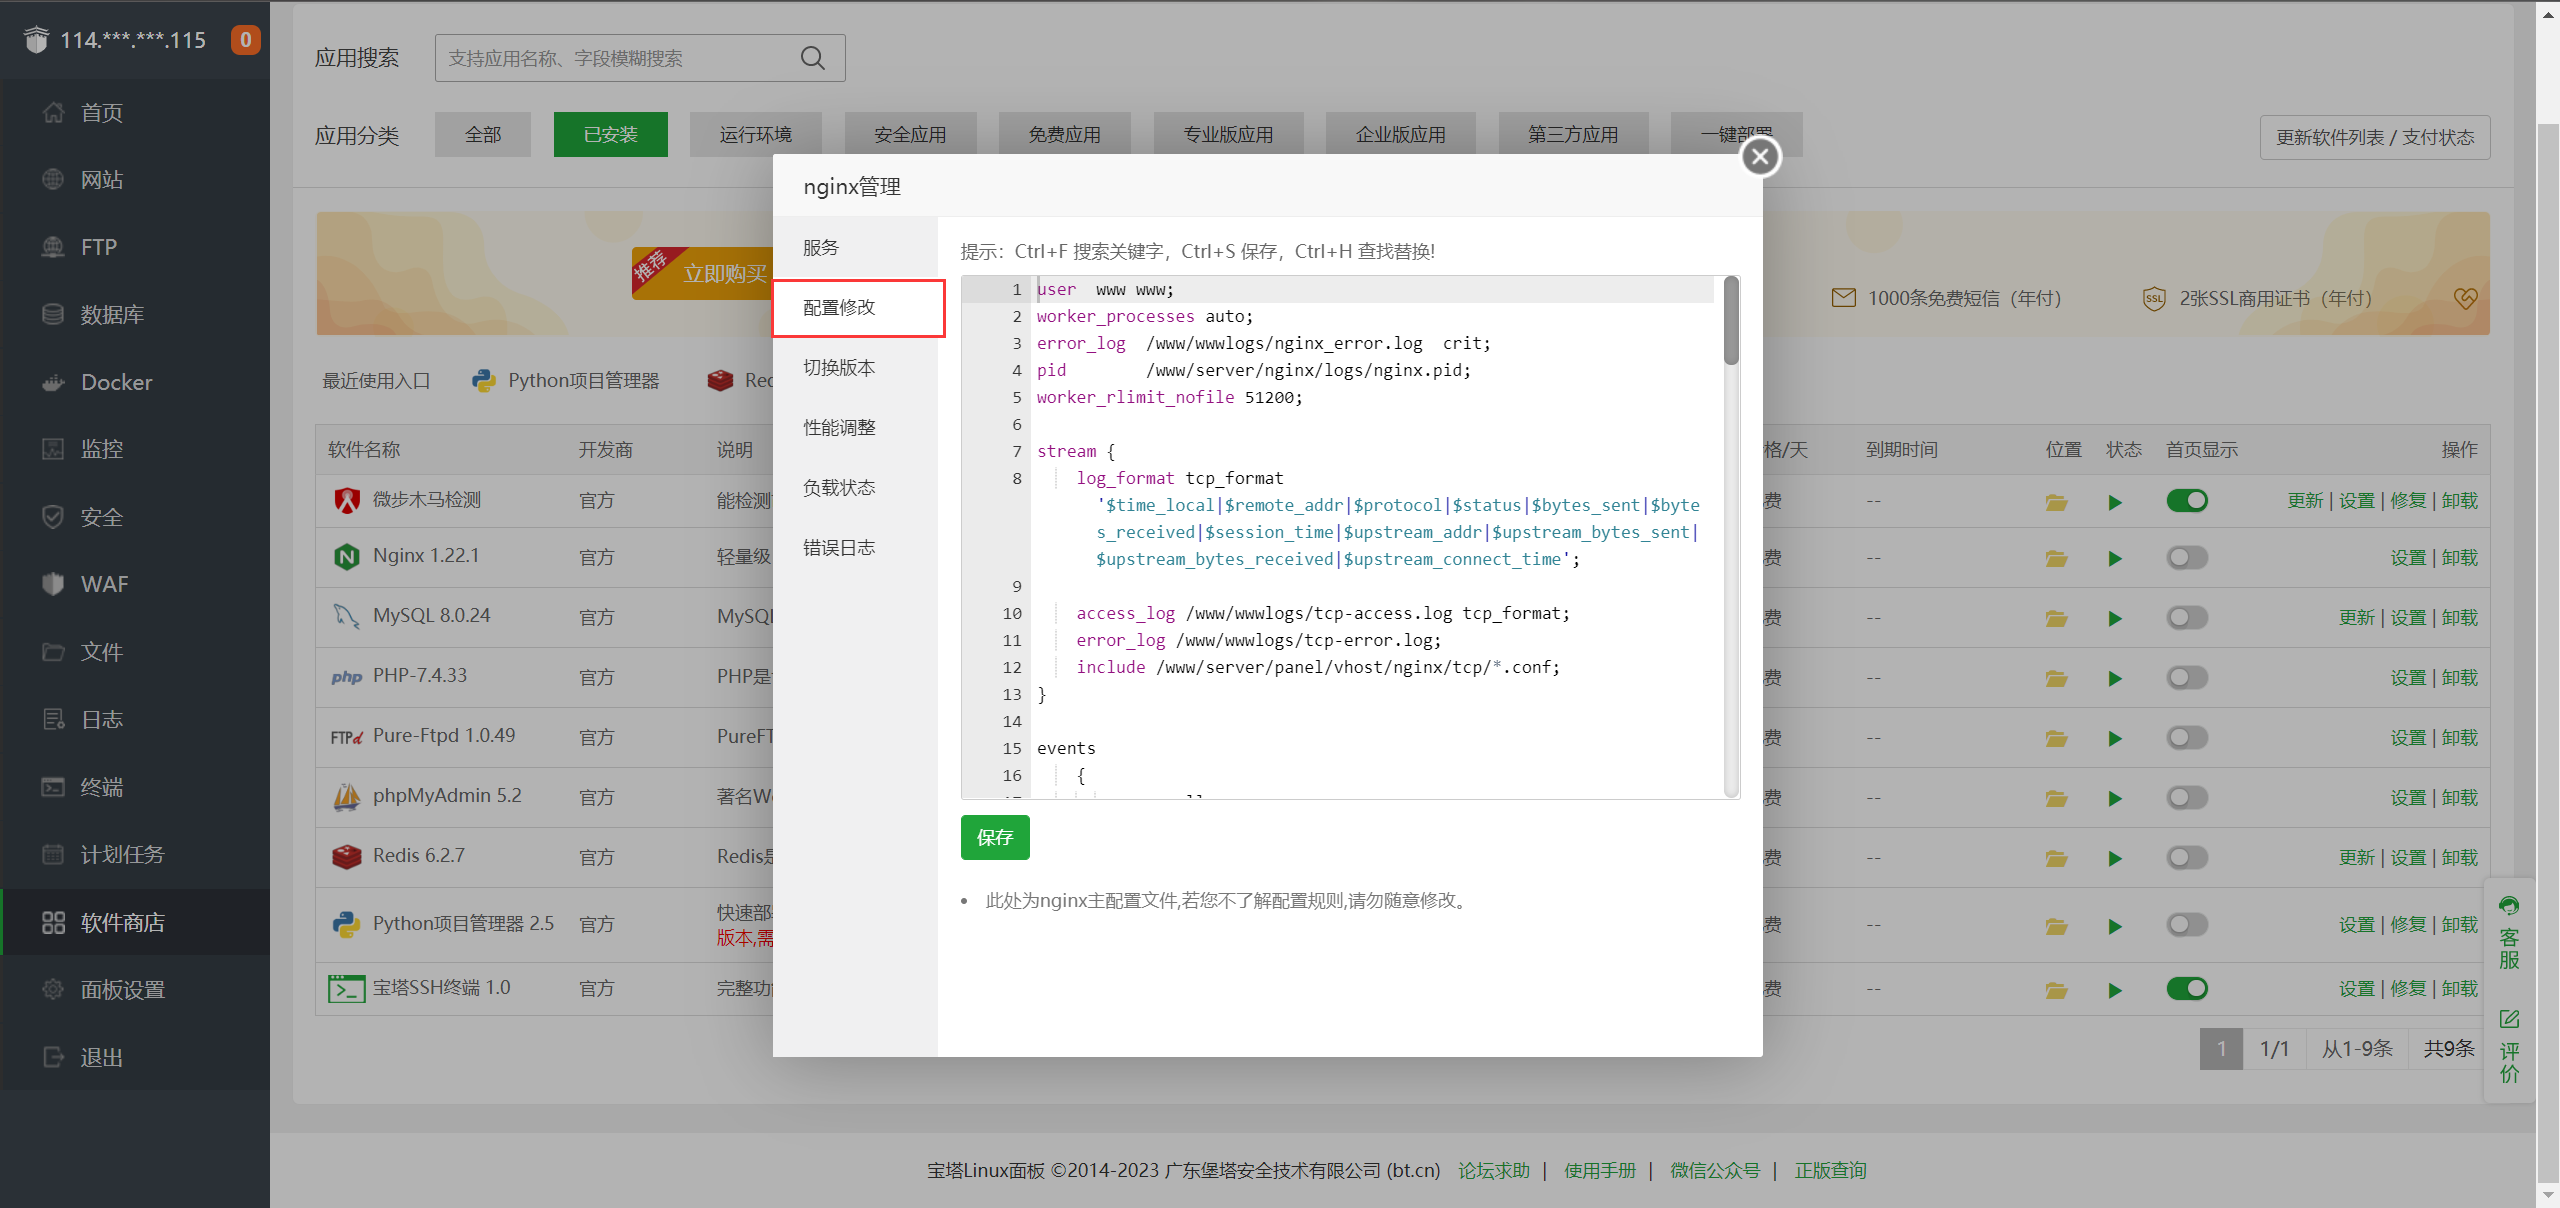 114.***.***.115 0
首页
网站
FTP
数据库
Docker
监控
安全
WAF
文件
日志
终端
计划任务
软件商店
面板设置
退出
应用搜索 支持应用名称、字段模糊搜索
应用分类 全部 已安装 运行环境 安全应用 免费应用 专业版应用 企业版应用 第三方应用 一键部署
更新软件列表 / 支付状态
推荐 立即购买
1000条免费短信（年付） SSL 2张SSL商用证书（年付）
最近使用入口 Python项目管理器 Re
软件名称 开发商 说明 格/天 到期时间 位置 状态 首页显示 操作
微步木马检测 官方 能检测 费 -- 更新 | 设置 | 修复 | 卸载
Nginx 1.22.1 官方 轻量级 费 -- 设置 | 卸载
MySQL 8.0.24 官方 MySQL 费 -- 更新 | 设置 | 卸载
php PHP-7.4.33 官方 PHP是 费 -- 设置 | 卸载
FTPd Pure-Ftpd 1.0.49 官方 PureFT 费 -- 设置 | 卸载
phpMyAdmin 5.2 官方 著名W 费 -- 设置 | 卸载
Redis 6.2.7 官方 Redis是 费 -- 更新 | 设置 | 卸载
Python项目管理器 2.5 官方 快速部 费 -- 设置 | 修复 | 卸载
版本,需
宝塔SSH终端 1.0 官方 完整功 费 -- 设置 | 修复 | 卸载
1 1/1 从1-9条 共9条
nginx管理
服务
配置修改
切换版本
性能调整
负载状态
错误日志
提示：Ctrl+F 搜索关键字，Ctrl+S 保存，Ctrl+H 查找替换!
1 user  www www;
2 worker_processes auto;
3 error_log  /www/wwwlogs/nginx_error.log  crit;
4 pid        /www/server/nginx/logs/nginx.pid;
5 worker_rlimit_nofile 51200;
6
7 stream {
8     log_format tcp_format
'$time_local|$remote_addr|$protocol|$status|$bytes_sent|$byte
s_received|$session_time|$upstream_addr|$upstream_bytes_sent|
$upstream_bytes_received|$upstream_connect_time';
9
10     access_log /www/wwwlogs/tcp-access.log tcp_format;
11     error_log /www/wwwlogs/tcp-error.log;
12     include /www/server/panel/vhost/nginx/tcp/*.conf;
13 }
14
15 events
16     {
保存
此处为nginx主配置文件,若您不了解配置规则,请勿随意修改。
客服
评价
宝塔Linux面板 ©2014-2023 广东堡塔安全技术有限公司 (bt.cn) 论坛求助 | 使用手册 | 微信公众号 | 正版查询